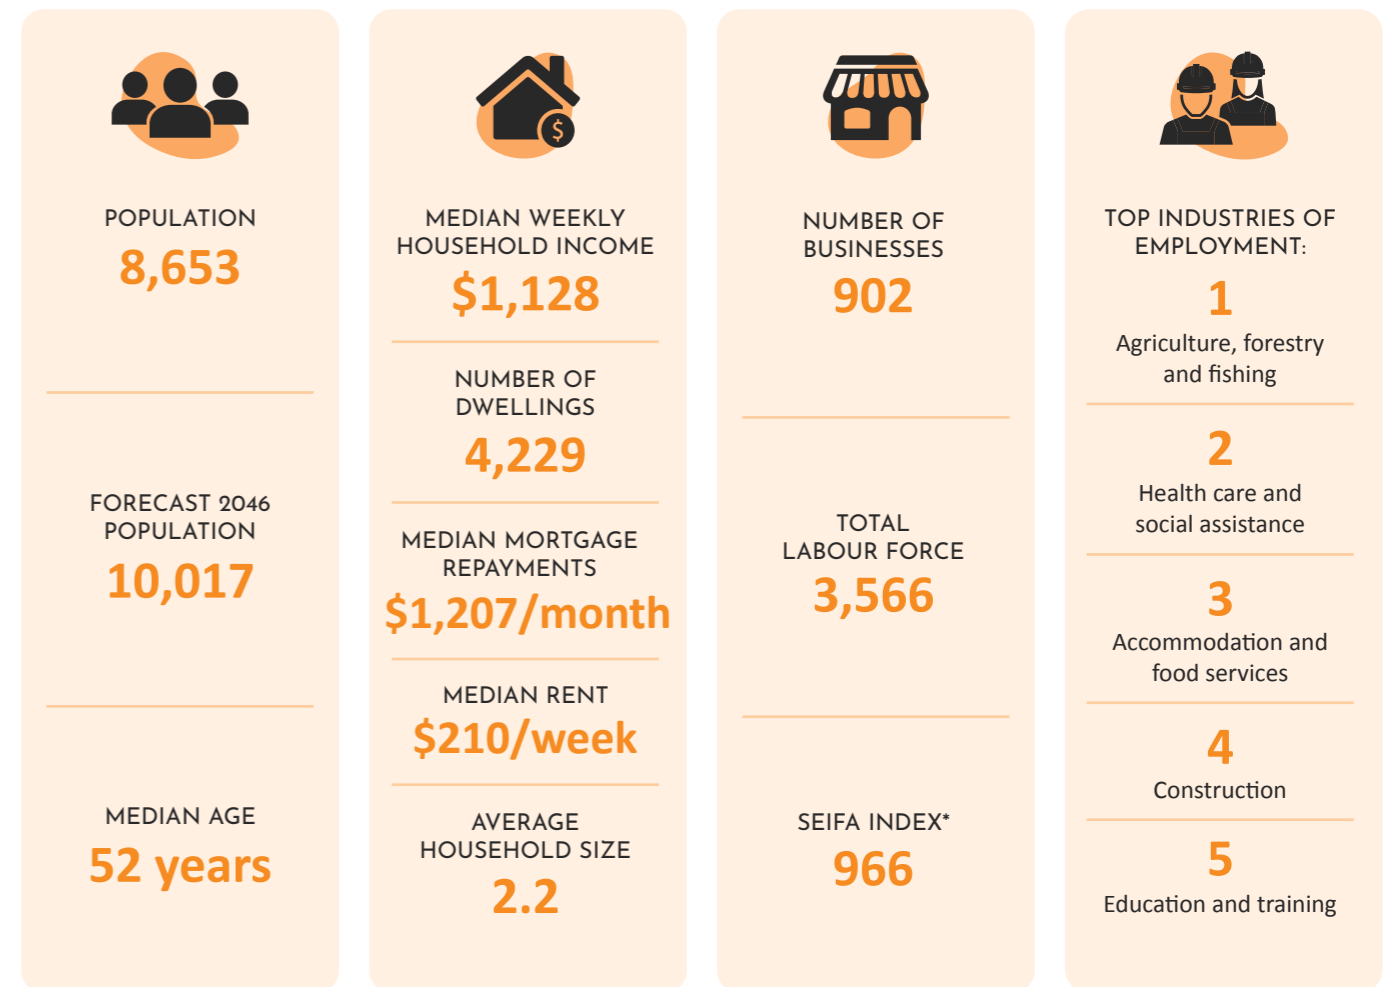 POPULATION
8,653
FORECAST 2046
POPULATION
10,017
MEDIAN AGE
52 years
$
MEDIAN WEEKLY
HOUSEHOLD INCOME
$1,128
NUMBER OF
DWELLINGS
4,229
MEDIAN MORTGAGE
REPAYMENTS
$1,207/month
MEDIAN RENT
$210/week
AVERAGE
HOUSEHOLD SIZE
2.2
NUMBER OF
BUSINESSES
902
TOTAL
LABOUR FORCE
3,566
SEIFA INDEX*
966
TOP INDUSTRIES OF
EMPLOYMENT:
1
Agriculture, forestry
and fishing
2
Health care and
social assistance
3
Accommodation and
food services
4
Construction
5
Education and training